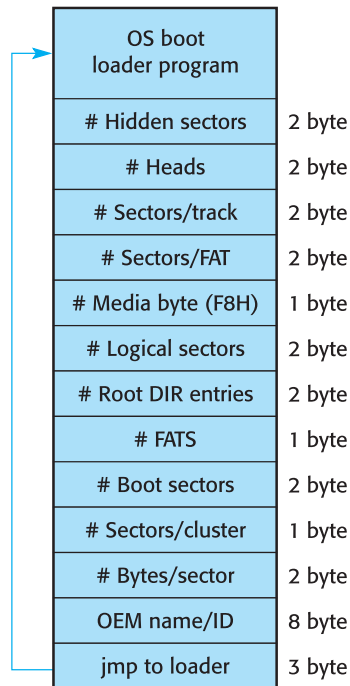 OS boot
loader program
# Hidden sectors 2 byte
# Heads 2 byte
# Sectors/track 2 byte
# Sectors/FAT 2 byte
# Media byte (F8H) 1 byte
# Logical sectors 2 byte
# Root DIR entries 2 byte
# FATS 1 byte
# Boot sectors 2 byte
# Sectors/cluster 1 byte
# Bytes/sector 2 byte
OEM name/ID 8 byte
jmp to loader 3 byte